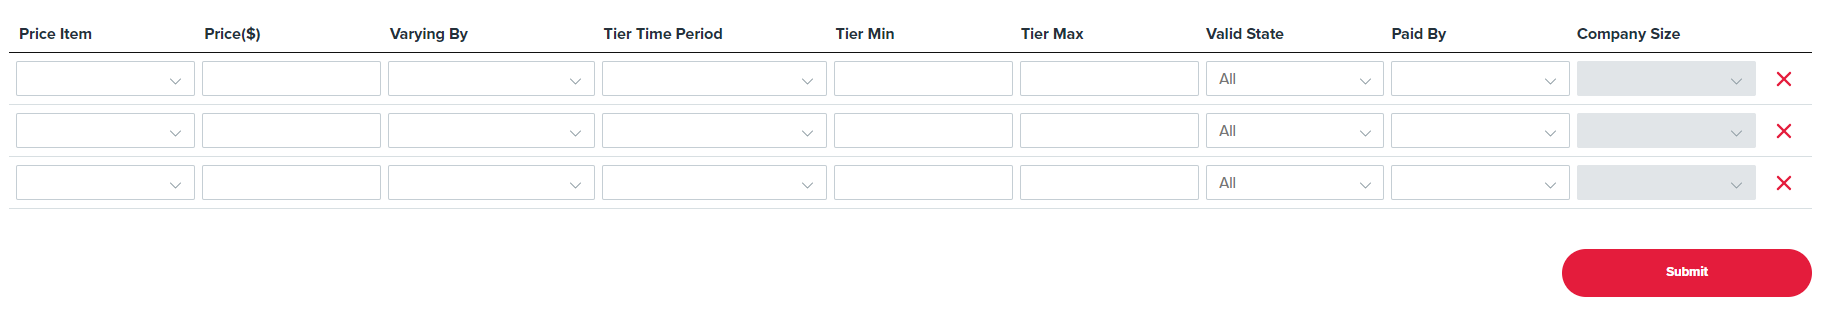 Price Item Price($) Varying By Tier Time Period Tier Min Tier Max Valid State Paid By Company Size
All
All
All
Submit